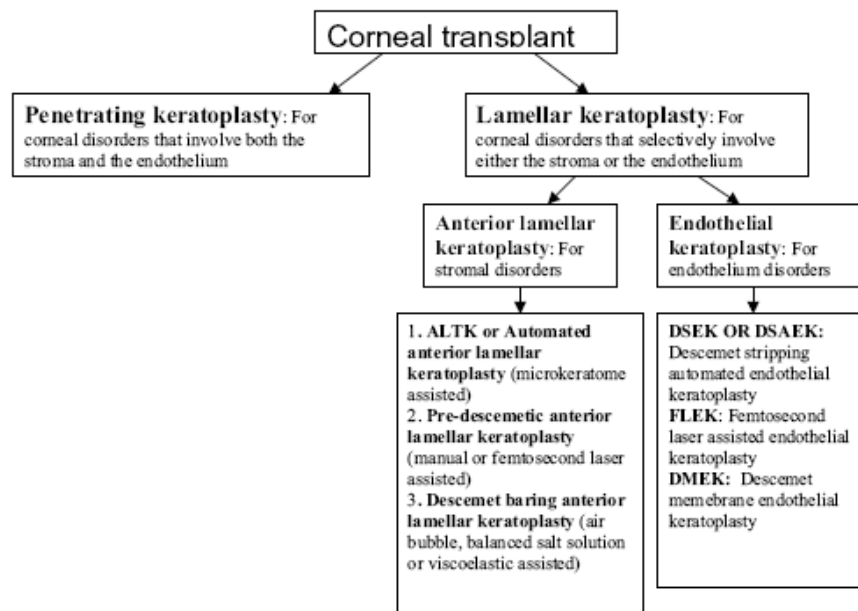 Corneal transplant
Penetrating keratoplasty: For
corneal disorders that involve both the
stroma and the endothelium
Lamellar keratoplasty: For
corneal disorders that selectively involve
either the stroma or the endothelium
Anterior lamellar
keratoplasty: For
stromal disorders
Endothelial
keratoplasty: For
endothelium disorders
1. ALTK or Automated
anterior lamellar
keratoplasty (microkeratome
assisted)
2. Pre-descemetic anterior
lamellar keratoplasty
(manual or femtosecond laser
assisted)
3. Descemet baring anterior
lamellar keratoplasty (air
bubble, balanced salt solution
or viscoelastic assisted)
DSEK OR DSAEK:
Descemet stripping
automated endothelial
keratoplasty
FLEK: Femtosecond
laser assisted endothelial
keratoplasty
DMEK: Descemet
memebrane endothelial
keratoplasty